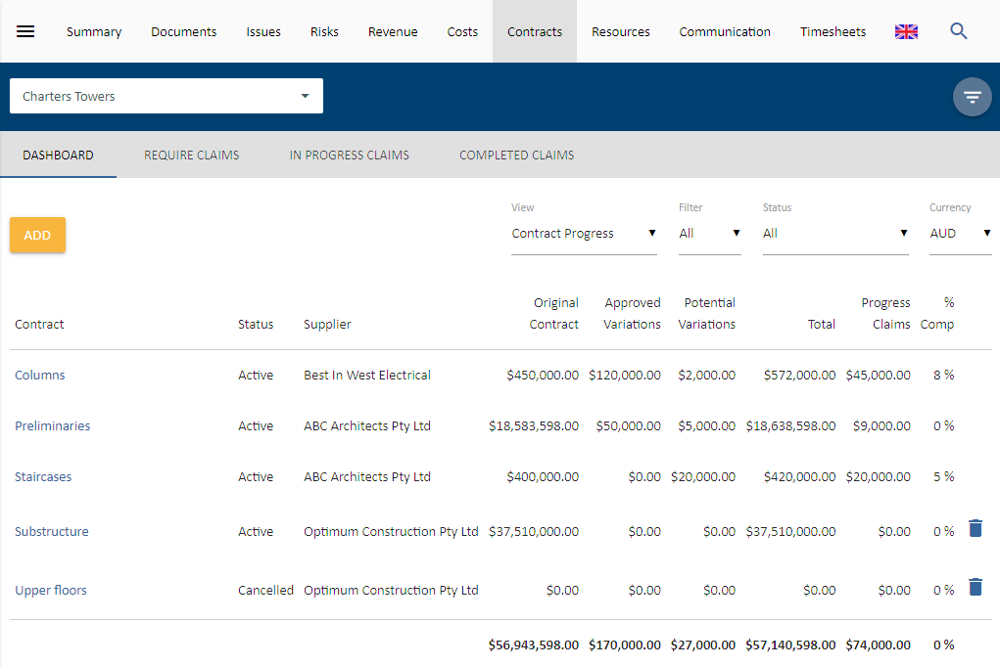 Summary Documents Issues Risks Revenue Costs Contracts Resources Communication Timesheets
Charters Towers
DASHBOARD REQUIRE CLAIMS IN PROGRESS CLAIMS COMPLETED CLAIMS
View Filter Status Currency
ADD Contract Progress All All AUD
Original Approved Potential Progress %
Contract Status Supplier Contract Variations Variations Total Claims Comp
Columns Active Best In West Electrical $450,000.00 $120,000.00 $2,000.00 $572,000.00 $45,000.00 8 %
Preliminaries Active ABC Architects Pty Ltd $18,583,598.00 $50,000.00 $5,000.00 $18,638,598.00 $9,000.00 0 %
Staircases Active ABC Architects Pty Ltd $400,000.00 $0.00 $20,000.00 $420,000.00 $20,000.00 5 %
Substructure Active Optimum Construction Pty Ltd $37,510,000.00 $0.00 $0.00 $37,510,000.00 $0.00 0 %
Upper floors Cancelled Optimum Construction Pty Ltd $0.00 $0.00 $0.00 $0.00 $0.00 0 %
$56,943,598.00 $170,000.00 $27,000.00 $57,140,598.00 $74,000.00 0 %